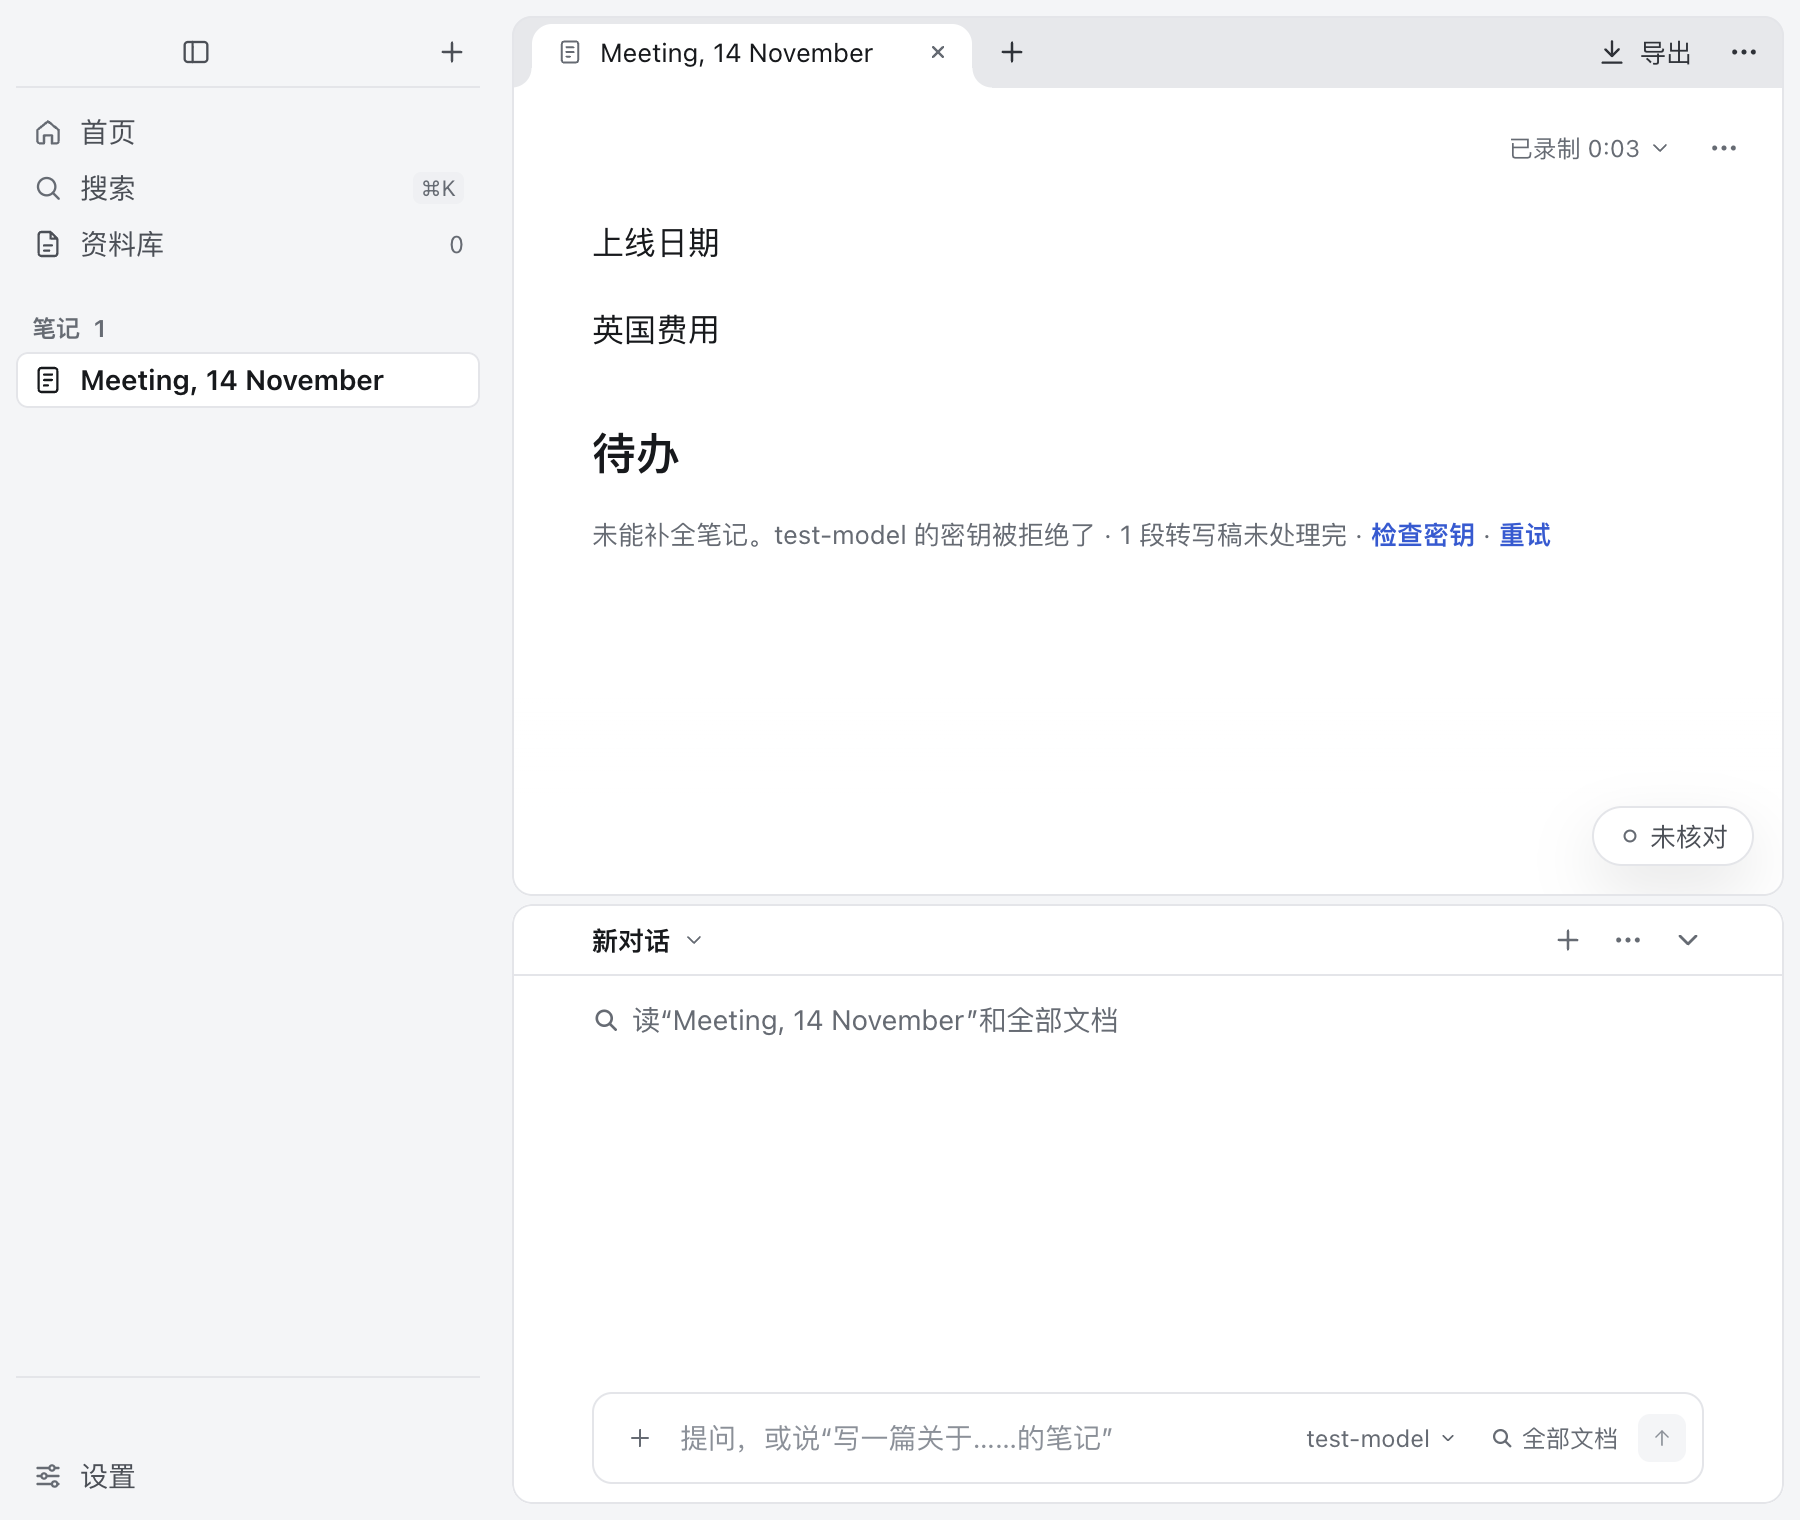 首页
搜索 ⌘K
资料库 0
笔记 1
Meeting, 14 November
设置
Meeting, 14 November
导出
已录制 0:03
上线日期
英国费用
待办
未能补全笔记。test-model 的密钥被拒绝了 · 1 段转写稿未处理完 · 检查密钥 · 重试
未核对
新对话
读“Meeting, 14 November”和全部文档
提问，或说“写一篇关于……的笔记” test-model 全部文档